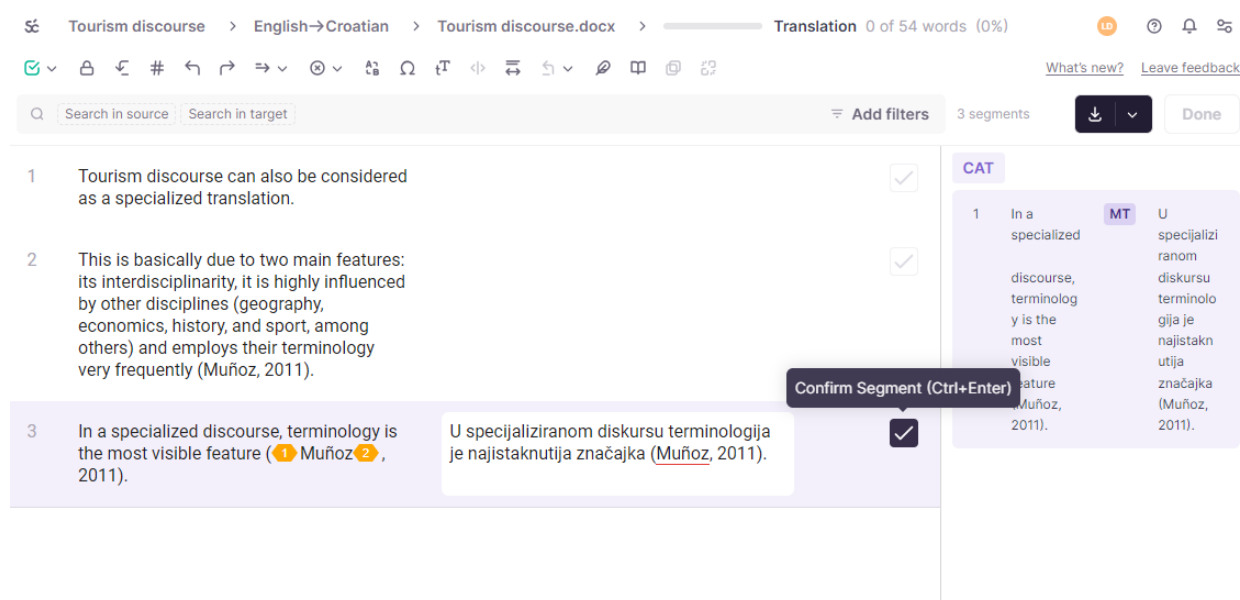 Tourism discourse > English→Croatian > Tourism discourse.docx > Translation 0 of 54 words (0%) LD
What's new? Leave feedback
Search in source Search in target Add filters 3 segments Done
1 Tourism discourse can also be considered
as a specialized translation.
2 This is basically due to two main features:
its interdisciplinarity, it is highly influenced
by other disciplines (geography,
economics, history, and sport, among
others) and employs their terminology
very frequently (Muñoz, 2011).
Confirm Segment (Ctrl+Enter)
3 In a specialized discourse, terminology is
the most visible feature (1 Muñoz 2 ,
2011).
U specijaliziranom diskursu terminologija
je najistaknutija značajka (Muñoz, 2011).
CAT
1 In a
specialized
discourse,
terminolog
y is the
most
visible
feature
(Muñoz,
2011).
MT
U
specijalizi
ranom
diskursu
terminolo
gija je
najistakn
utija
značajka
(Muñoz,
2011).